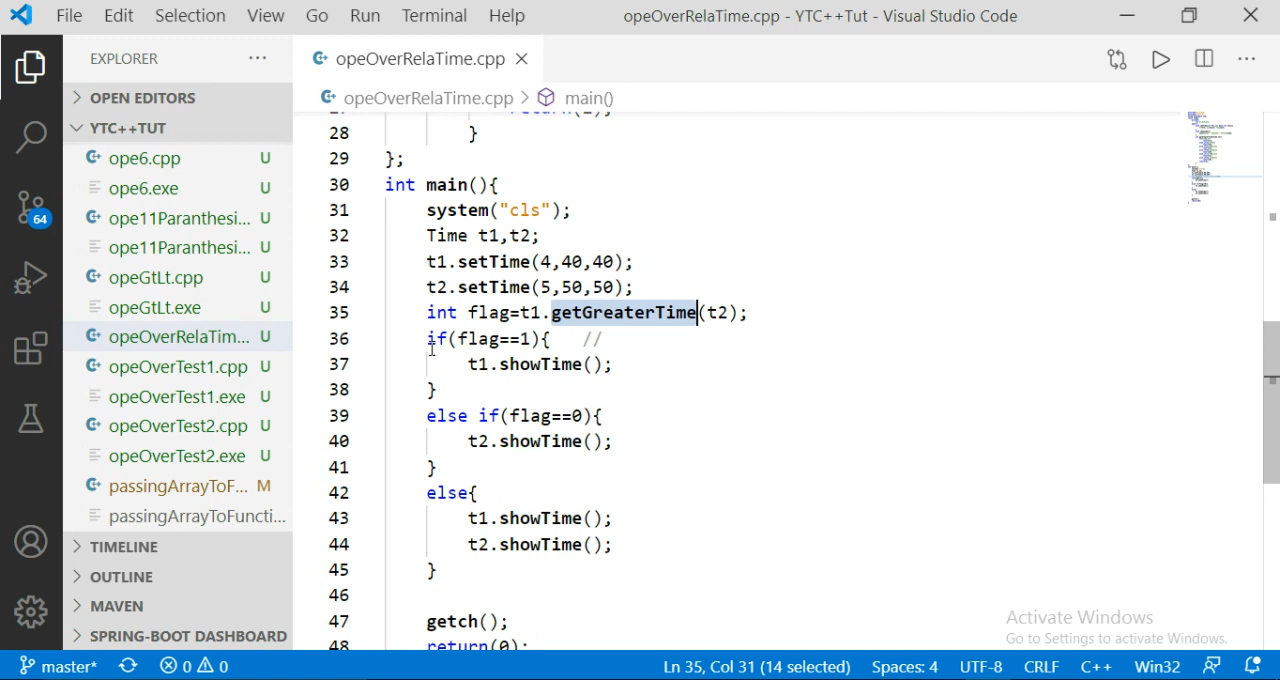 File Edit Selection View Go Run Terminal Help opeOverRelaTime.cpp - YTC++Tut - Visual Studio Code
EXPLORER ...
opeOverRelaTime.cpp
OPEN EDITORS
opeOverRelaTime.cpp > main()
YTC++TUT
ope6.cpp U
ope6.exe U
ope11Paranthesi... U
ope11Paranthesi... U
opeGtLt.cpp U
opeGtLt.exe U
opeOverRelaTim... U
opeOverTest1.cpp U
opeOverTest1.exe U
opeOverTest2.cpp U
opeOverTest2.exe U
passingArrayToF... M
passingArrayToFuncti...
TIMELINE
OUTLINE
MAVEN
SPRING-BOOT DASHBOARD
64
28 }
29 };
30 int main(){
31 system("cls");
32 Time t1,t2;
33 t1.setTime(4,40,40);
34 t2.setTime(5,50,50);
35 int flag=t1.getGreaterTime(t2);
36 if(flag==1){ //
37 t1.showTime();
38 }
39 else if(flag==0){
40 t2.showTime();
41 }
42 else{
43 t1.showTime();
44 t2.showTime();
45 }
46
47 getch();
48 return(0);
Activate Windows
Go to Settings to activate Windows.
master* 0 0 Ln 35, Col 31 (14 selected) Spaces: 4 UTF-8 CRLF C++ Win32